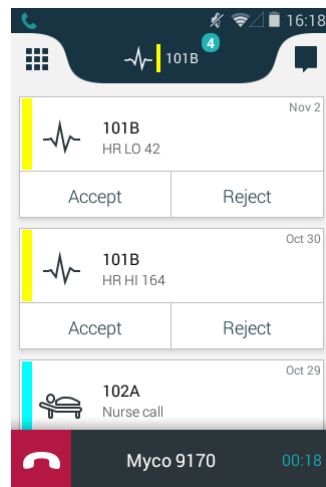 16:18
4
101B
Nov 2
101B
HR LO 42
Accept Reject
Oct 30
101B
HR HI 164
Accept Reject
Oct 29
102A
Nurse call
Myco 9170 00:18